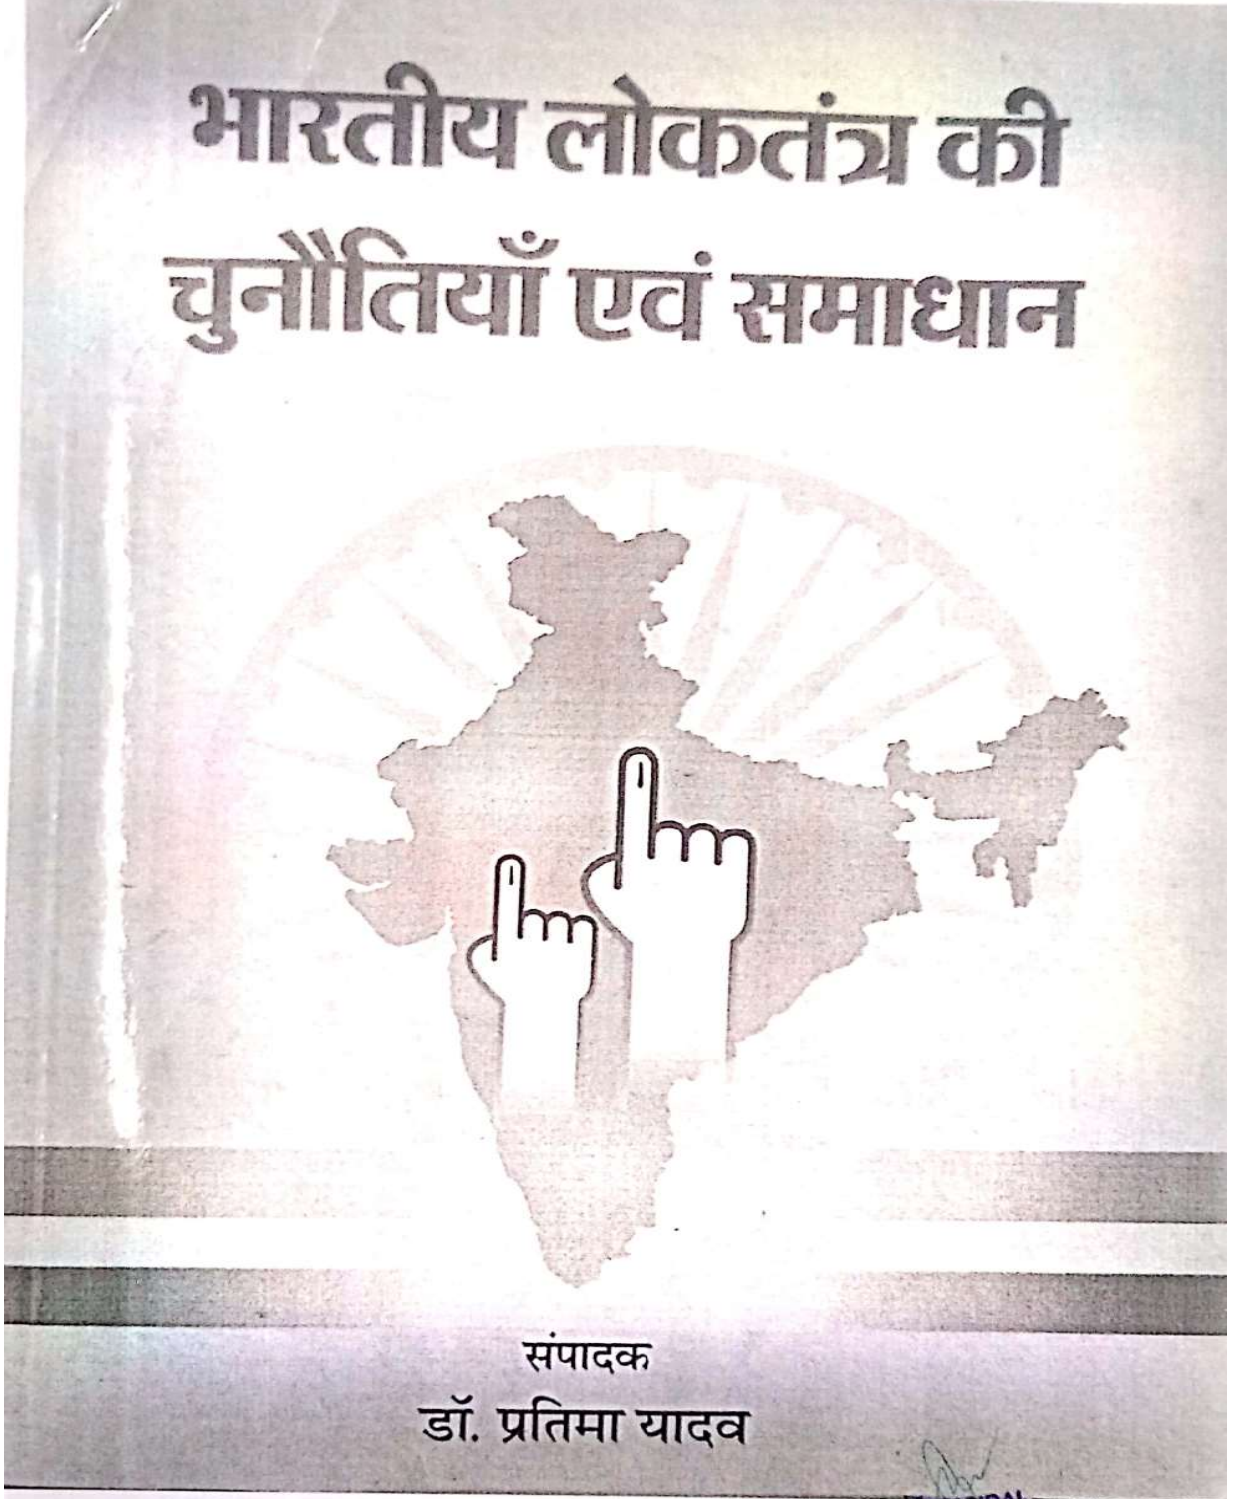 भारतीय लोकतंत्र की
चुनौतियाँ एवं समाधान
संपादक
डॉ. प्रतिमा यादव